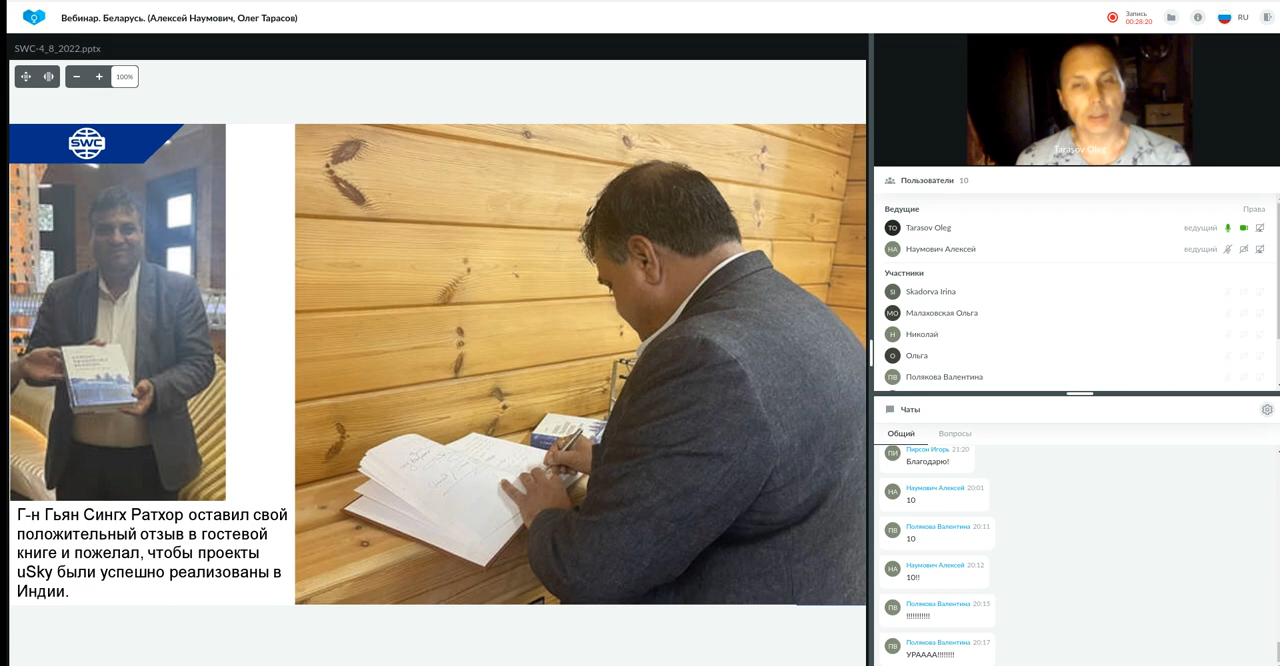 Вебинар. Беларусь. (Алексей Наумович, Олег Тарасов)
Запись
00:28:20
RU
SWC-4_8_2022.pptx
100%
SWC
Г-н Гьян Сингх Ратхор оставил свой
положительный отзыв в гостевой
книге и пожелал, чтобы проекты
uSky были успешно реализованы в
Индии.
Tarasov Oleg
Пользователи 10
Ведущие Права
TO Tarasov Oleg ведущий
НА Наумович Алексей ведущий
Участники
SI Skadorva Irina
МО Малаховская Ольга
Н Николай
О Ольга
ПВ Полякова Валентина
Чаты
Общий Вопросы
ПИ Пирсон Игорь 21:20
Благодарю!
НА Наумович Алексей 20:01
10
ПВ Полякова Валентина 20:11
10
НА Наумович Алексей 20:12
10!!
ПВ Полякова Валентина 20:15
!!!!!!!!!!!
ПВ Полякова Валентина 20:17
УРАААА!!!!!!!!